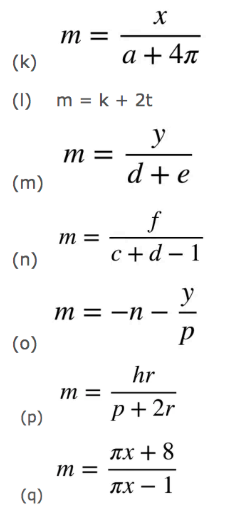 (k) m = x / (a + 4π)
(l) m = k + 2t
(m) m = y / (d + e)
(n) m = f / (c + d − 1)
(o) m = −n − y / p
(p) m = hr / (p + 2r)
(q) m = (πx + 8) / (πx − 1)